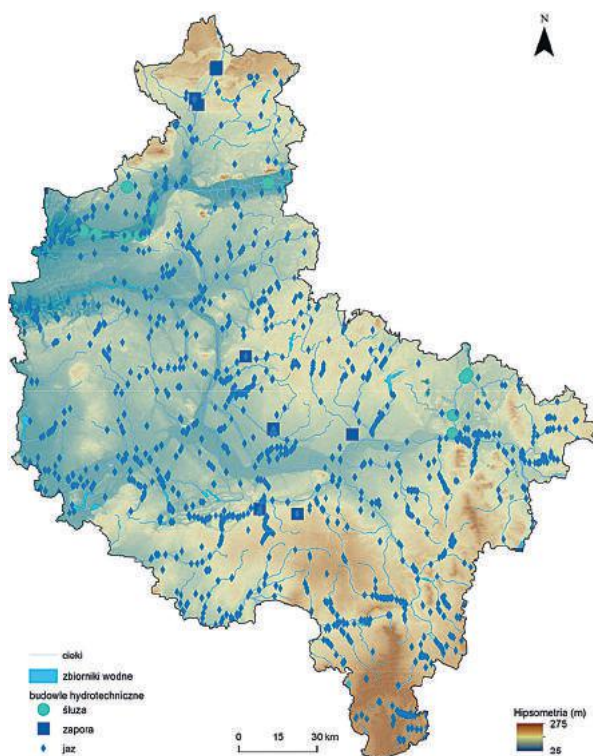 N
cieki
zbiorniki wodne
budowle hydrotechniczne
śluza
zapora
jaz
0 15 30 km
Hipsometria (m)
275
25